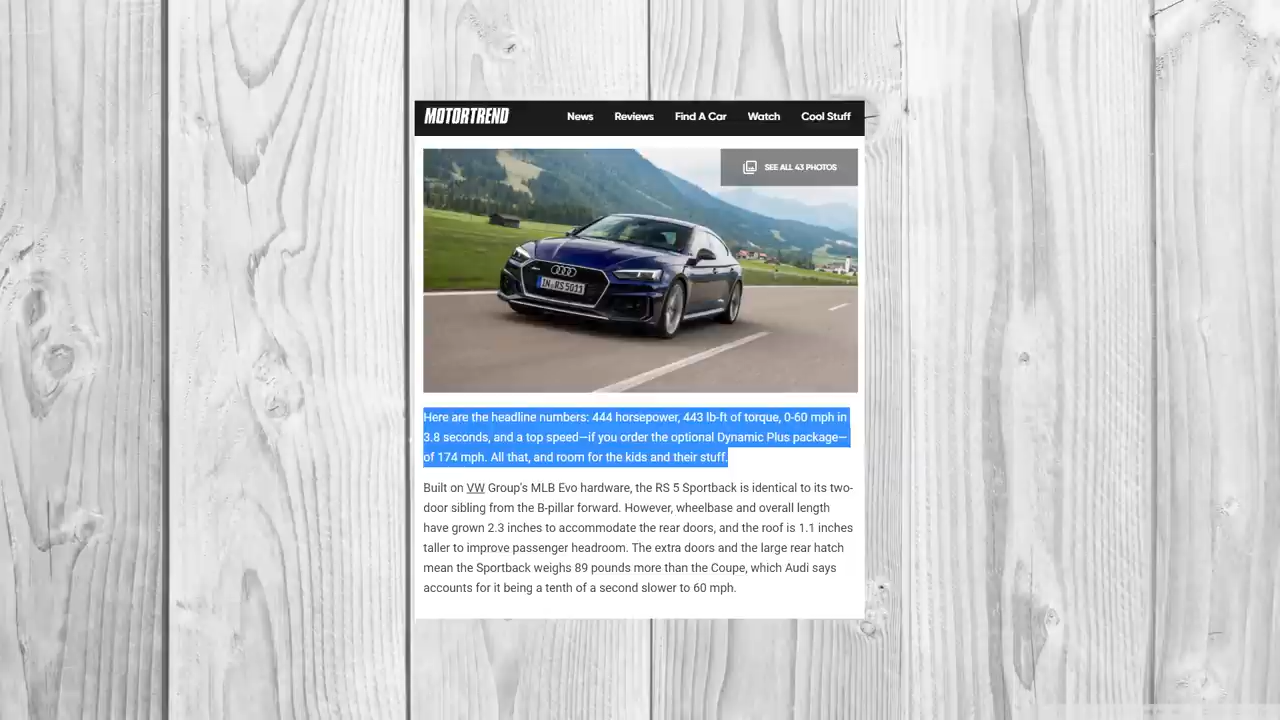 MOTORTREND News Reviews Find A Car Watch Cool Stuff
SEE ALL 43 PHOTOS
IN RS 5011
Here are the headline numbers: 444 horsepower, 443 lb-ft of torque, 0-60 mph in
3.8 seconds, and a top speed—if you order the optional Dynamic Plus package—
of 174 mph. All that, and room for the kids and their stuff.
Built on VW Group's MLB Evo hardware, the RS 5 Sportback is identical to its two-
door sibling from the B-pillar forward. However, wheelbase and overall length
have grown 2.3 inches to accommodate the rear doors, and the roof is 1.1 inches
taller to improve passenger headroom. The extra doors and the large rear hatch
mean the Sportback weighs 89 pounds more than the Coupe, which Audi says
accounts for it being a tenth of a second slower to 60 mph.